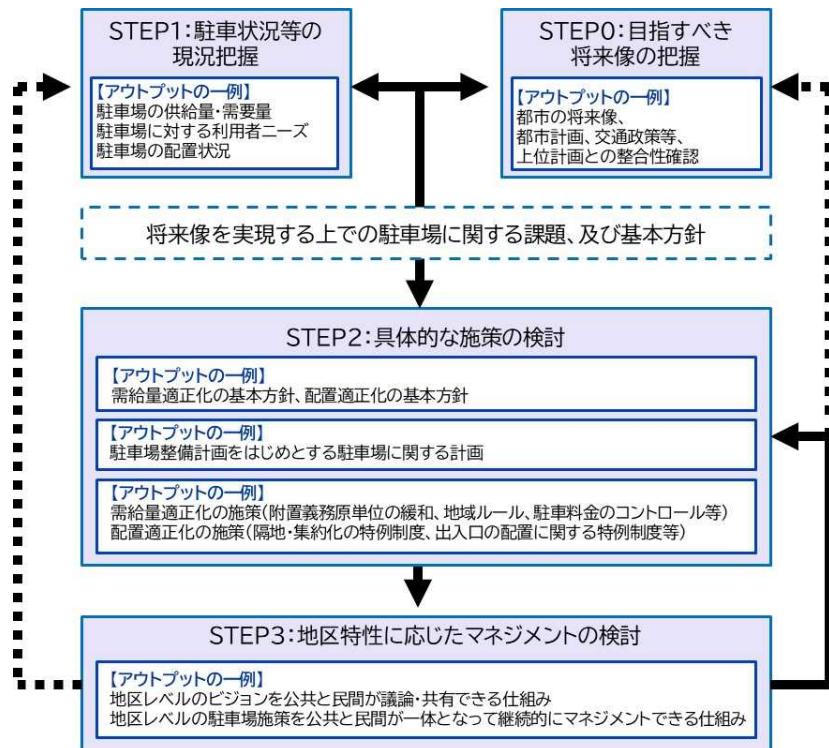 STEP1：駐車状況等の
現況把握
【アウトプットの一例】
駐車場の供給量・需要量
駐車場に対する利用者ニーズ
駐車場の配置状況
STEP0：目指すべき
将来像の把握
【アウトプットの一例】
都市の将来像、
都市計画、交通政策等、
上位計画との整合性確認
将来像を実現する上での駐車場に関する課題、及び基本方針
STEP2：具体的な施策の検討
【アウトプットの一例】
需給量適正化の基本方針、配置適正化の基本方針
【アウトプットの一例】
駐車場整備計画をはじめとする駐車場に関する計画
【アウトプットの一例】
需給量適正化の施策（附置義務原単位の緩和、地域ルール、駐車料金のコントロール等）
配置適正化の施策（隔地・集約化の特例制度、出入口の配置に関する特例制度等）
STEP3：地区特性に応じたマネジメントの検討
【アウトプットの一例】
地区レベルのビジョンを公共と民間が議論・共有できる仕組み
地区レベルの駐車場施策を公共と民間が一体となって継続的にマネジメントできる仕組み